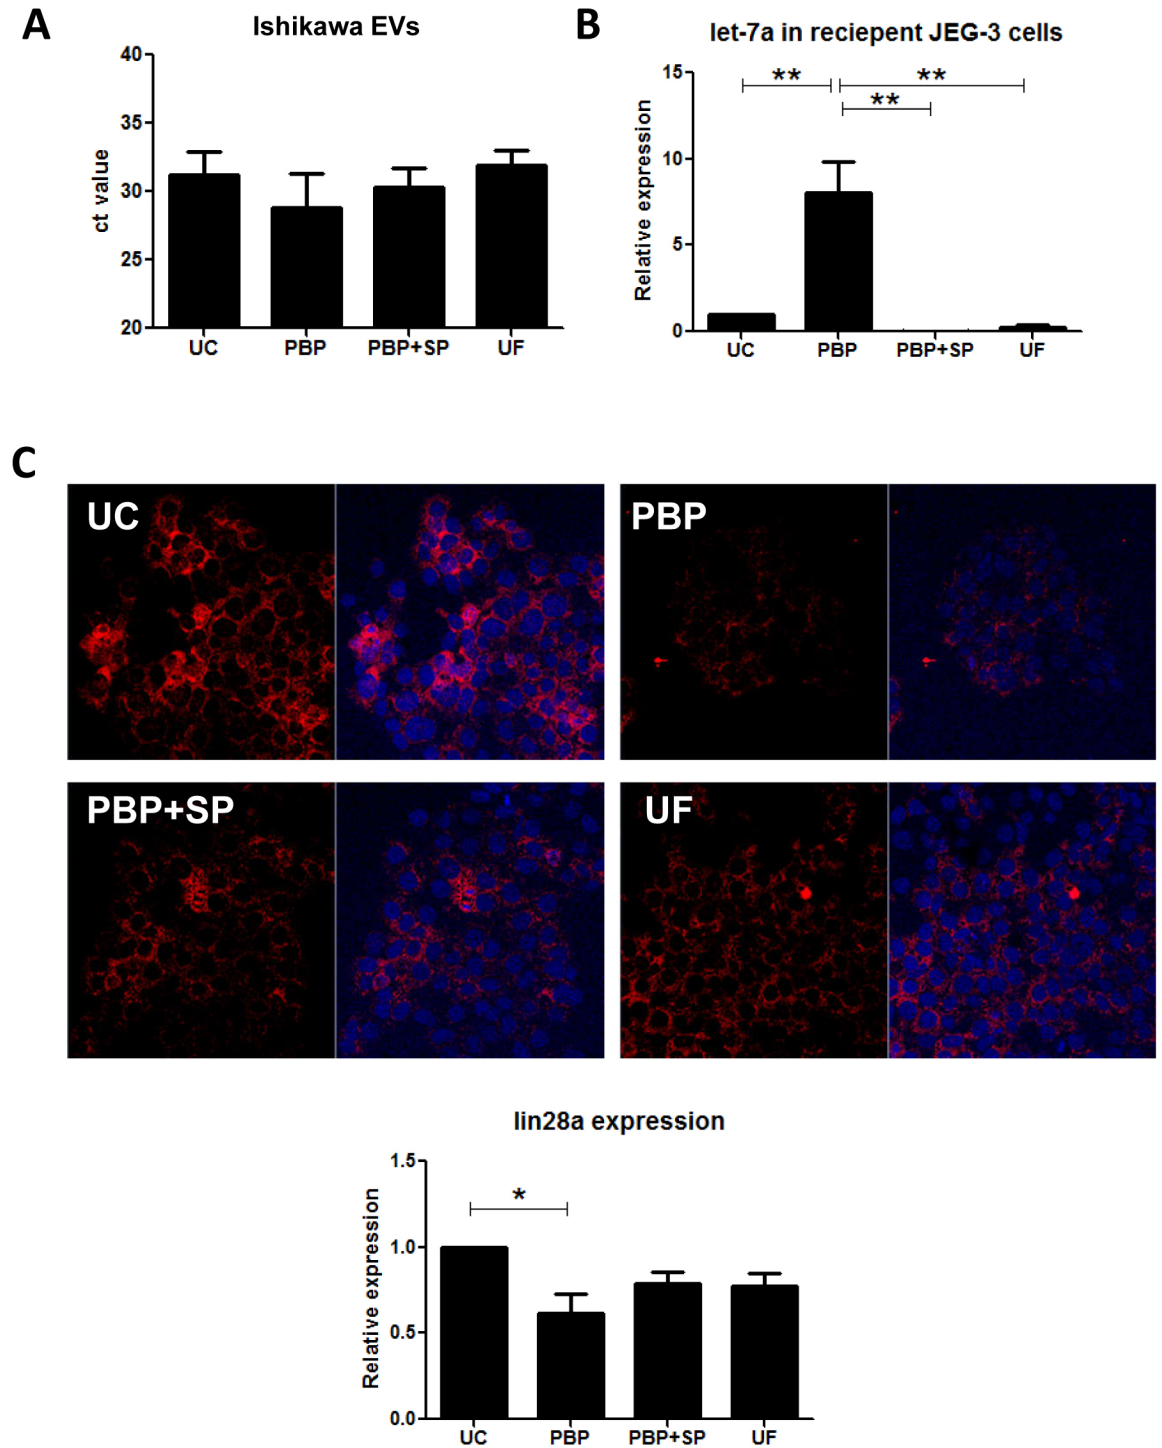 A
Ishikawa EVs
40
35
30
25
20
ct value
UC PBP PBP+SP UF
B
let-7a in reciepent JEG-3 cells
15
10
5
0
Relative expression
** **
**
UC PBP PBP+SP UF
C
UC
PBP
PBP+SP
UF
lin28a expression
1.5
1.0
0.5
0.0
Relative expression
*
UC PBP PBP+SP UF